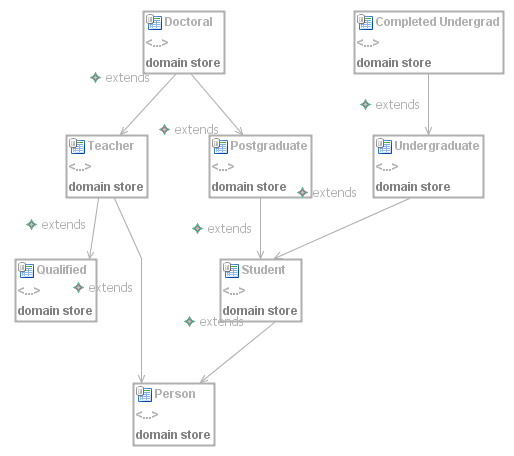 Doctoral
<...>
domain store
Completed Undergrad
<...>
domain store
extends
extends
extends
Teacher
<...>
domain store
Postgraduate
<...>
domain store
Undergraduate
<...>
domain store
extends
extends
extends
Qualified
<...>
domain store
Student
<...>
domain store
extends
extends
Person
<...>
domain store